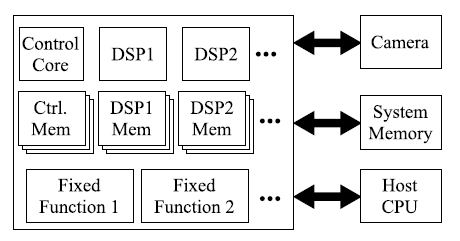 Control
Core
DSP1
DSP2
...
Camera
Ctrl.
Mem
DSP1
Mem
DSP2
Mem
...
System
Memory
Fixed
Function 1
Fixed
Function 2
...
Host
CPU